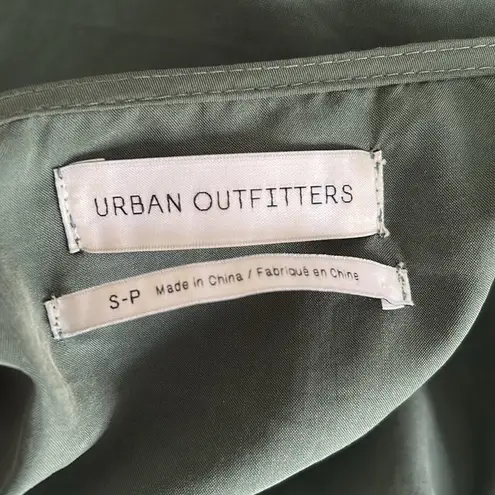 URBAN OUTFITTERS
S-P Made in China / Fabriqué en Chine